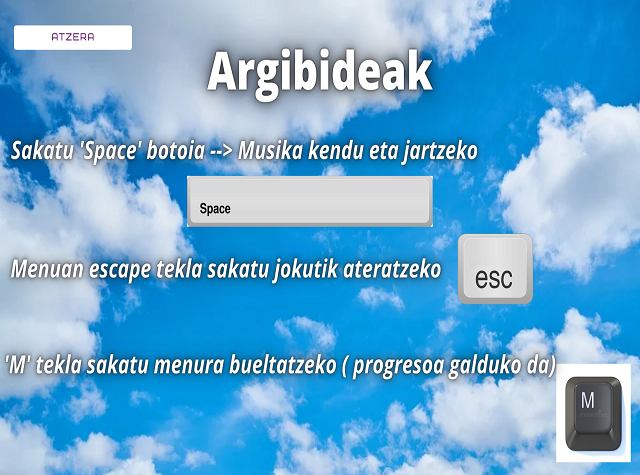 ATZERA
Argibideak
Sakatu 'Space' botoia --> Musika kendu eta jartzeko
Space
Menuan escape tekla sakatu jokutik ateratzeko
esc
'M' tekla sakatu menura bueltatzeko ( progresoa galduko da)
M